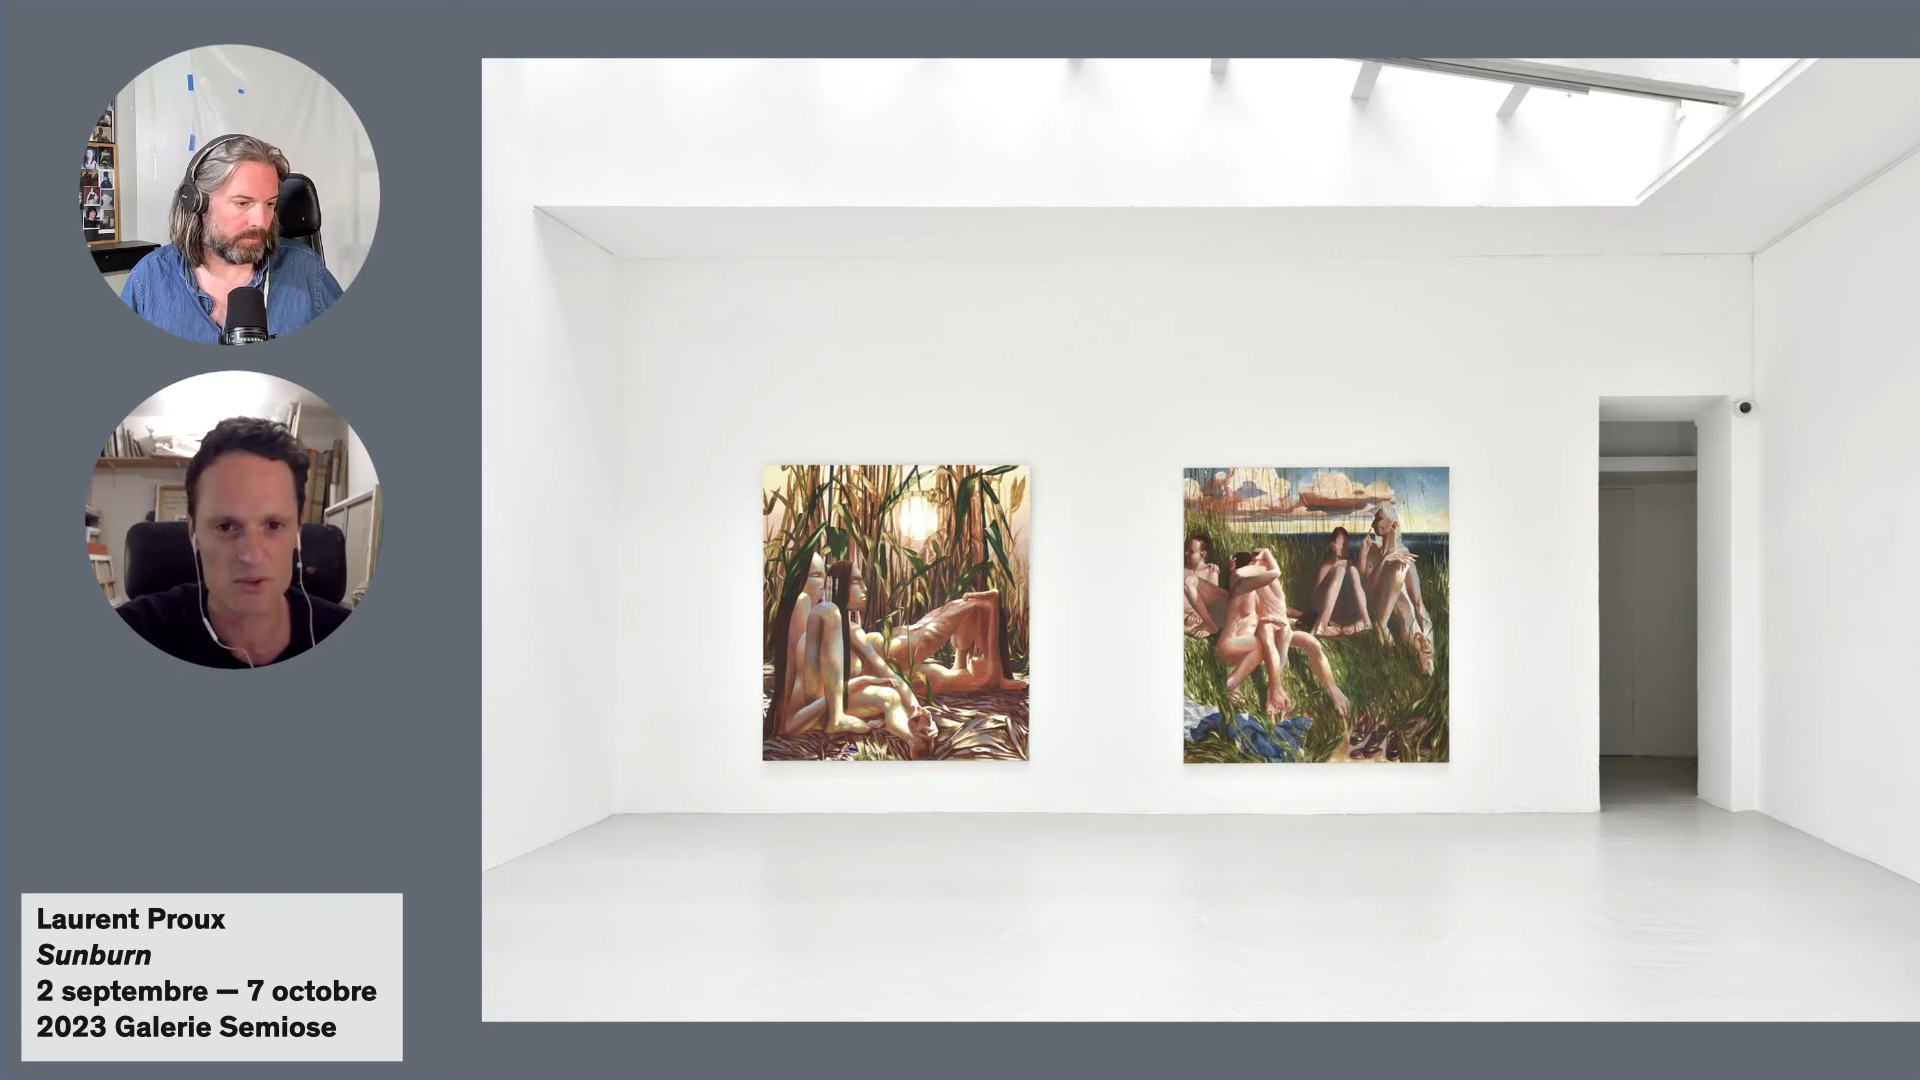 Laurent Proux
Sunburn
2 septembre — 7 octobre
2023 Galerie Semiose